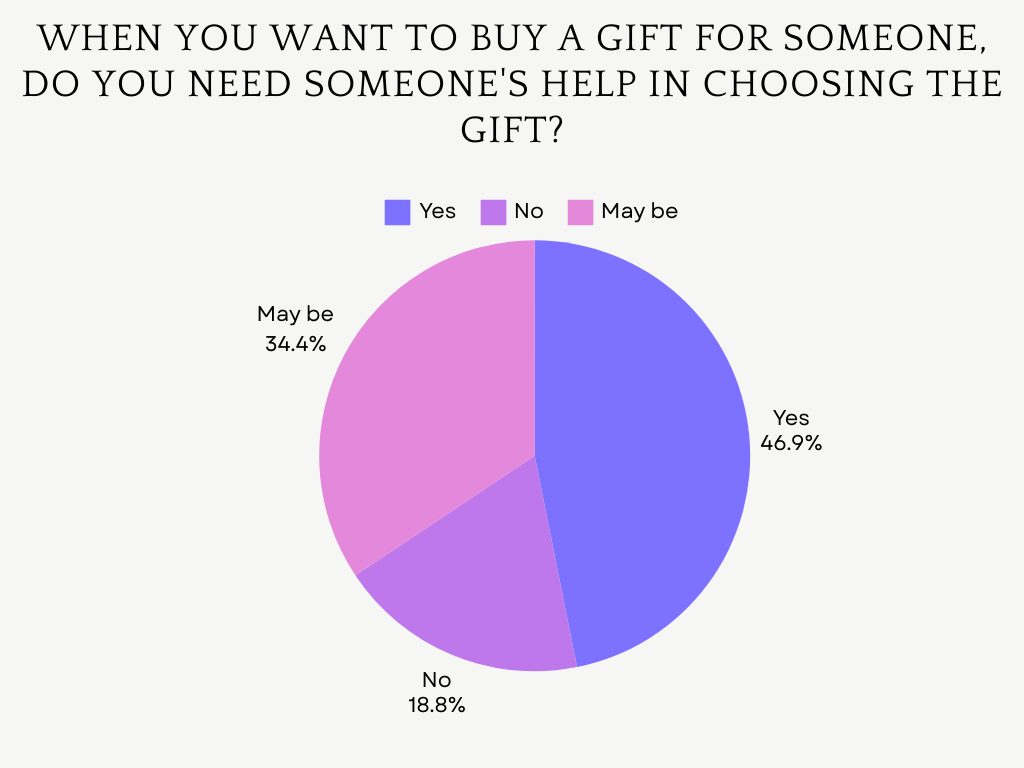 WHEN YOU WANT TO BUY A GIFT FOR SOMEONE,
DO YOU NEED SOMEONE'S HELP IN CHOOSING THE
GIFT?
Yes No May be
May be
34.4%
Yes
46.9%
No
18.8%